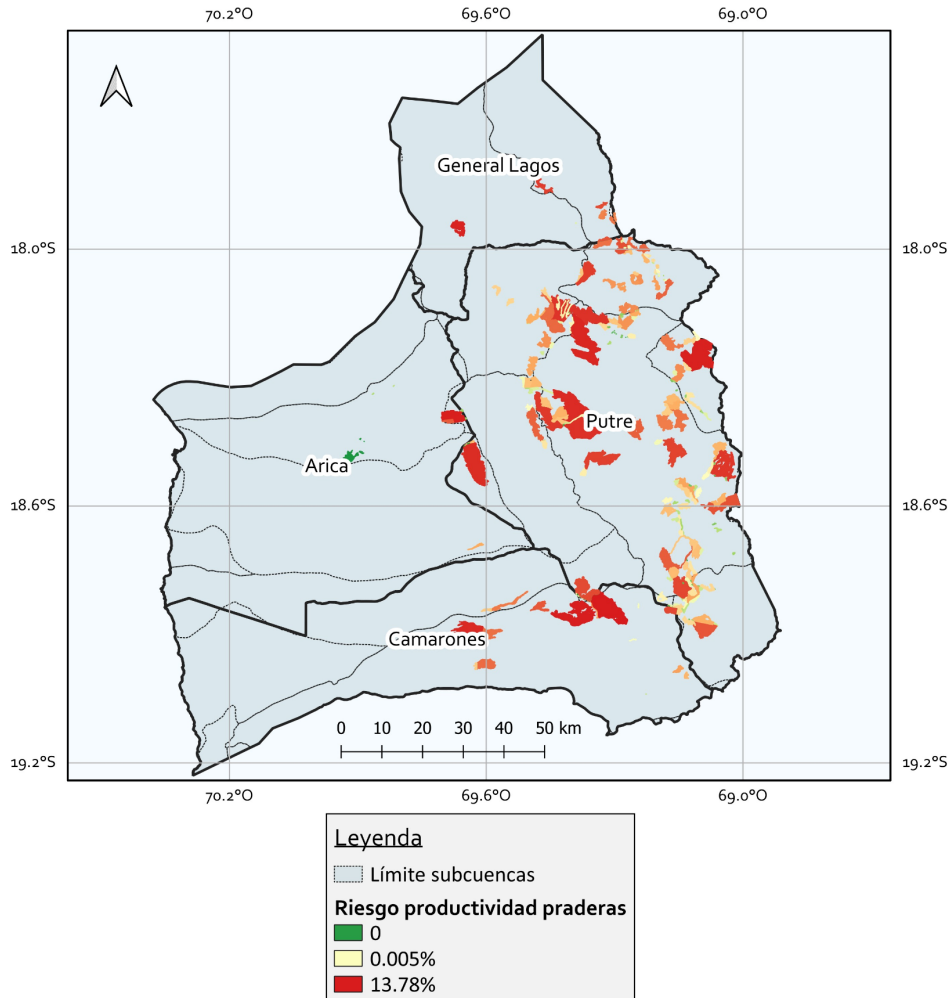 70.2°O 69.6°O 69.0°O
General Lagos
18.0°S 18.0°S
Putre
Arica
18.6°S 18.6°S
Camarones
0 10 20 30 40 50 km
19.2°S 19.2°S
70.2°O 69.6°O 69.0°O
Leyenda
Límite subcuencas
Riesgo productividad praderas
0
0.005%
13.78%